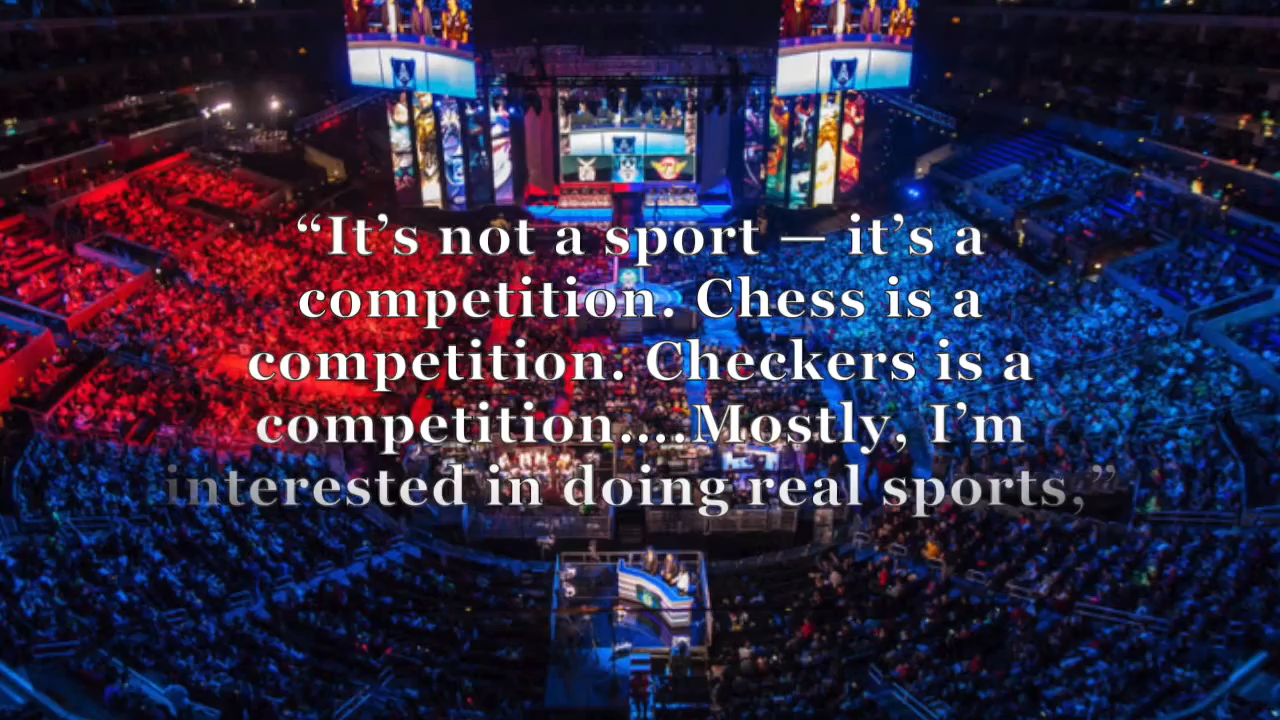 “It’s not a sport — it’s a
competition. Chess is a
competition. Checkers is a
competition....Mostly, I’m
interested in doing real sports,”